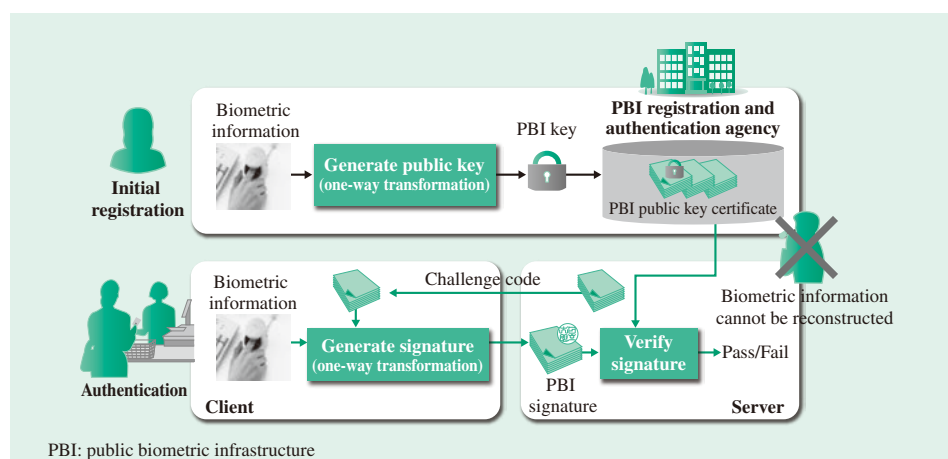 PBI registration and
authentication agency
Biometric
information
Generate public key
(one-way transformation)
PBI key
PBI public key certificate
Initial
registration
Biometric
information
Challenge code
Generate signature
(one-way transformation)
PBI
signature
Verify
signature
Pass/Fail
Biometric information
cannot be reconstructed
Authentication
Client
Server
PBI: public biometric infrastructure